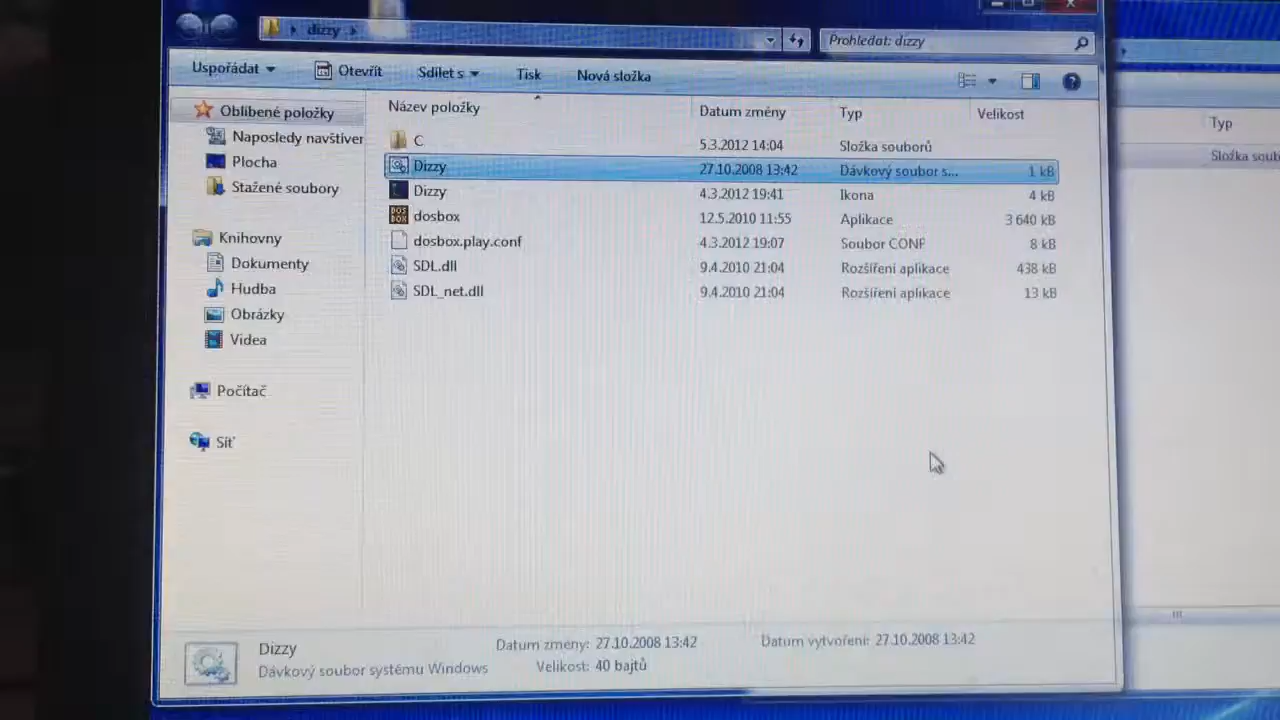 dizzy
Prohledat: dizzy
Uspořádat Otevřít Sdílet s Tisk Nová složka
Název položky Datum změny Typ Velikost
Oblíbené položky
Naposledy navštíver
Plocha
Stažené soubory
Knihovny
Dokumenty
Hudba
Obrázky
Videa
Počítač
Síť
C 5.3.2012 14:04 Složka souborů
Dizzy 27.10.2008 13:42 Dávkový soubor s... 1 kB
Dizzy 4.3.2012 19:41 Ikona 4 kB
dosbox 12.5.2010 11:55 Aplikace 3 640 kB
dosbox.play.conf 4.3.2012 19:07 Soubor CONF 8 kB
SDL.dll 9.4.2010 21:04 Rozšíření aplikace 438 kB
SDL_net.dll 9.4.2010 21:04 Rozšíření aplikace 13 kB
Typ
Složka soub
Dizzy Datum změny: 27.10.2008 13:42 Datum vytvoření: 27.10.2008 13:42
Dávkový soubor systému Windows Velikost: 40 bajtů